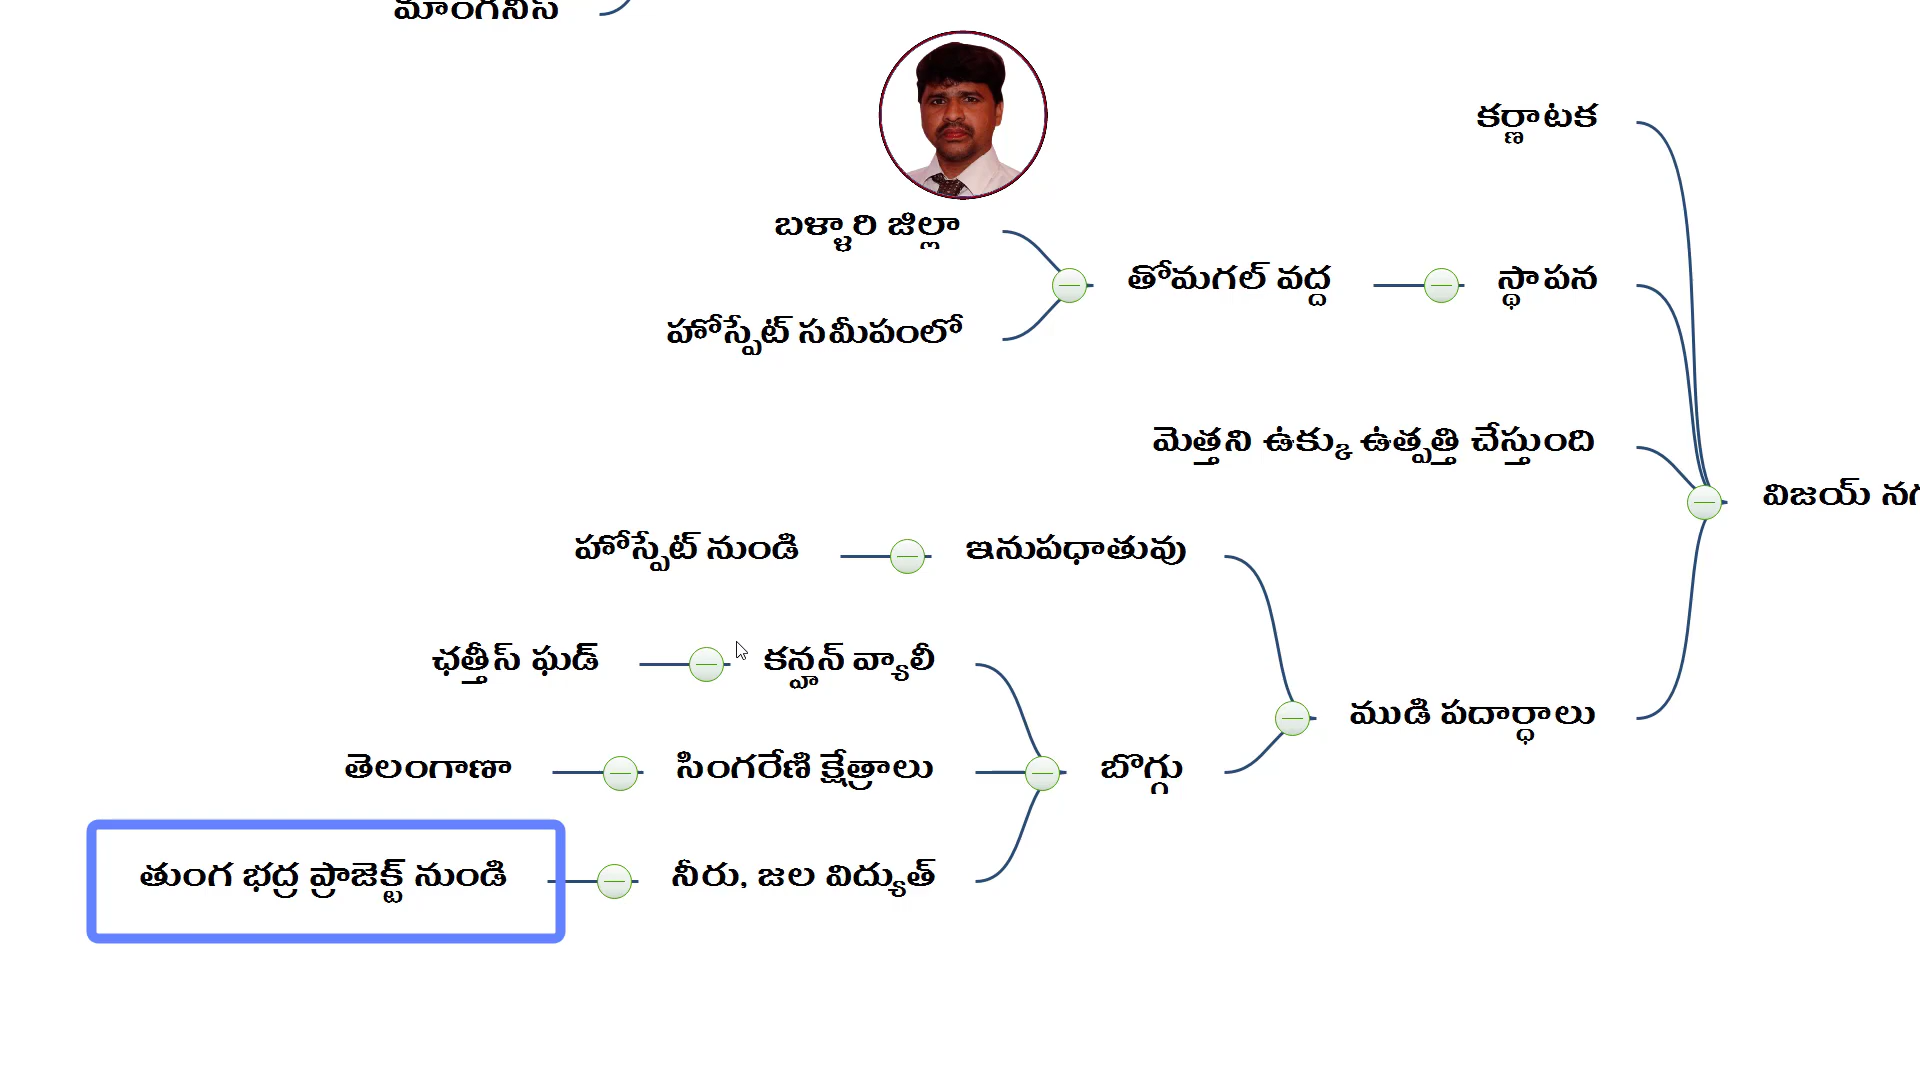 మాంగనీస్
కర్ణాటక
బళ్ళారి జిల్లా
తోమగల్ వద్ద
స్థాపన
హోస్పేట్ సమీపంలో
మెత్తని ఉక్కు ఉత్పత్తి చేస్తుంది
విజయ్ నగ
హోస్పేట్ నుండి
ఇనుపధాతువు
ఛత్తీస్ ఘడ్
కన్హన్ వ్యాలీ
ముడి పదార్ధాలు
తెలంగాణా
సింగరేణి క్షేత్రాలు
బొగ్గు
తుంగ భద్ర ప్రాజెక్ట్ నుండి
నీరు, జల విద్యుత్